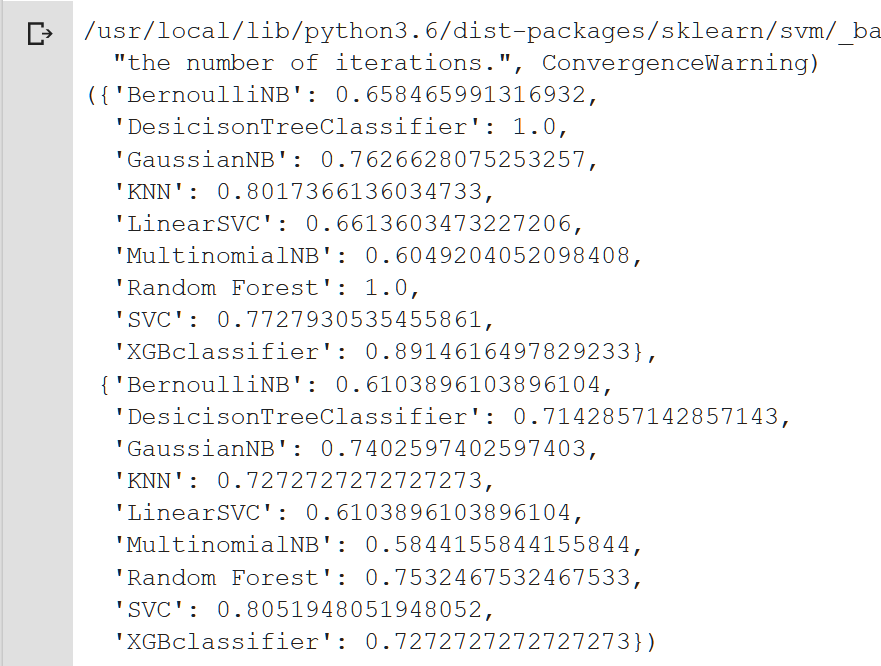 /usr/local/lib/python3.6/dist-packages/sklearn/svm/_ba
"the number of iterations.", ConvergenceWarning)
({'BernoulliNB': 0.658465991316932,
'DesicisonTreeClassifier': 1.0,
'GaussianNB': 0.7626628075253257,
'KNN': 0.8017366136034733,
'LinearSVC': 0.6613603473227206,
'MultinomialNB': 0.6049204052098408,
'Random Forest': 1.0,
'SVC': 0.7727930535455861,
'XGBclassifier': 0.8914616497829233},
{'BernoulliNB': 0.6103896103896104,
'DesicisonTreeClassifier': 0.7142857142857143,
'GaussianNB': 0.7402597402597403,
'KNN': 0.7272727272727273,
'LinearSVC': 0.6103896103896104,
'MultinomialNB': 0.5844155844155844,
'Random Forest': 0.7532467532467533,
'SVC': 0.8051948051948052,
'XGBclassifier': 0.7272727272727273})